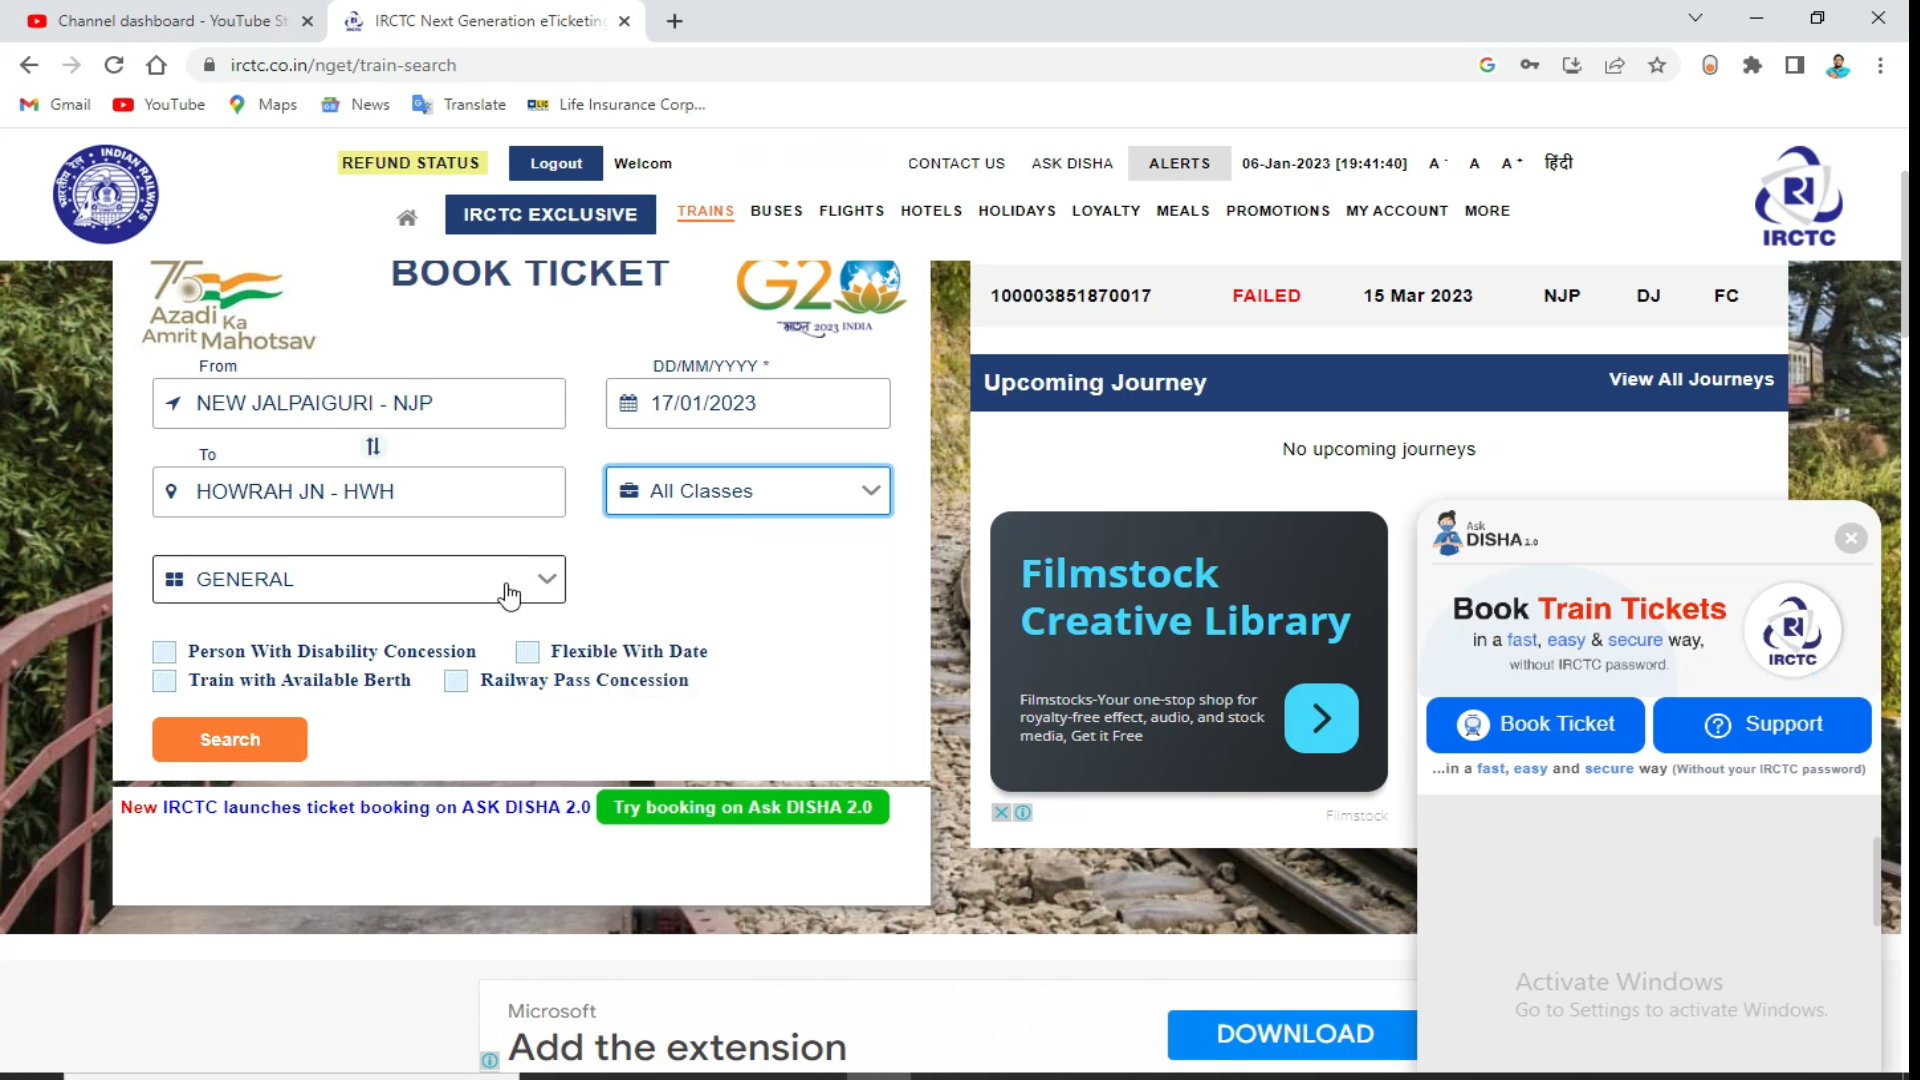 Channel dashboard - YouTube St
IRCTC Next Generation eTicketing
irctc.co.in/nget/train-search
Gmail
YouTube
Maps
News
Translate
Life Insurance Corp...
INDIAN RAILWAYS
भारतीय रेल
REFUND STATUS
Logout
Welcom
CONTACT US
ASK DISHA
ALERTS
06-Jan-2023 [19:41:40]
A -
A
A +
हिंदी
IRCTC EXCLUSIVE
TRAINS
BUSES
FLIGHTS
HOTELS
HOLIDAYS
LOYALTY
MEALS
PROMOTIONS
MY ACCOUNT
MORE
IRCTC
75
Azadi Ka
Amrit Mahotsav
BOOK TICKET
G20
भारत 2023 INDIA
From
NEW JALPAIGURI - NJP
DD/MM/YYYY *
17/01/2023
To
HOWRAH JN - HWH
All Classes
GENERAL
Person With Disability Concession
Flexible With Date
Train with Available Berth
Railway Pass Concession
Search
New IRCTC launches ticket booking on ASK DISHA 2.0
Try booking on Ask DISHA 2.0
100003851870017
FAILED
15 Mar 2023
NJP
DJ
FC
Upcoming Journey
View All Journeys
No upcoming journeys
Filmstock
Creative Library
Filmstocks-Your one-stop shop for
royalty-free effect, audio, and stock
media, Get it Free
Filmstock
Ask
DISHA 2.0
Book Train Tickets
in a fast, easy & secure way,
without IRCTC password.
IRCTC
Book Ticket
Support
...in a fast, easy and secure way (Without your IRCTC password)
Activate Windows
Go to Settings to activate Windows.
Microsoft
Add the extension
DOWNLOAD